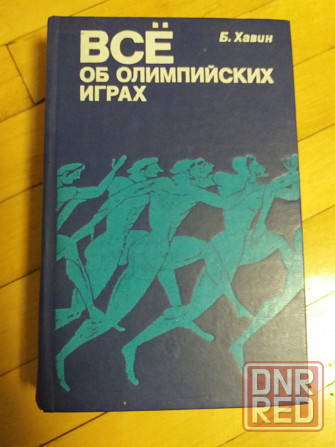 Б. Хавин
ВСЁ
ОБ ОЛИМПИЙСКИХ
ИГРАХ
DNR
RED